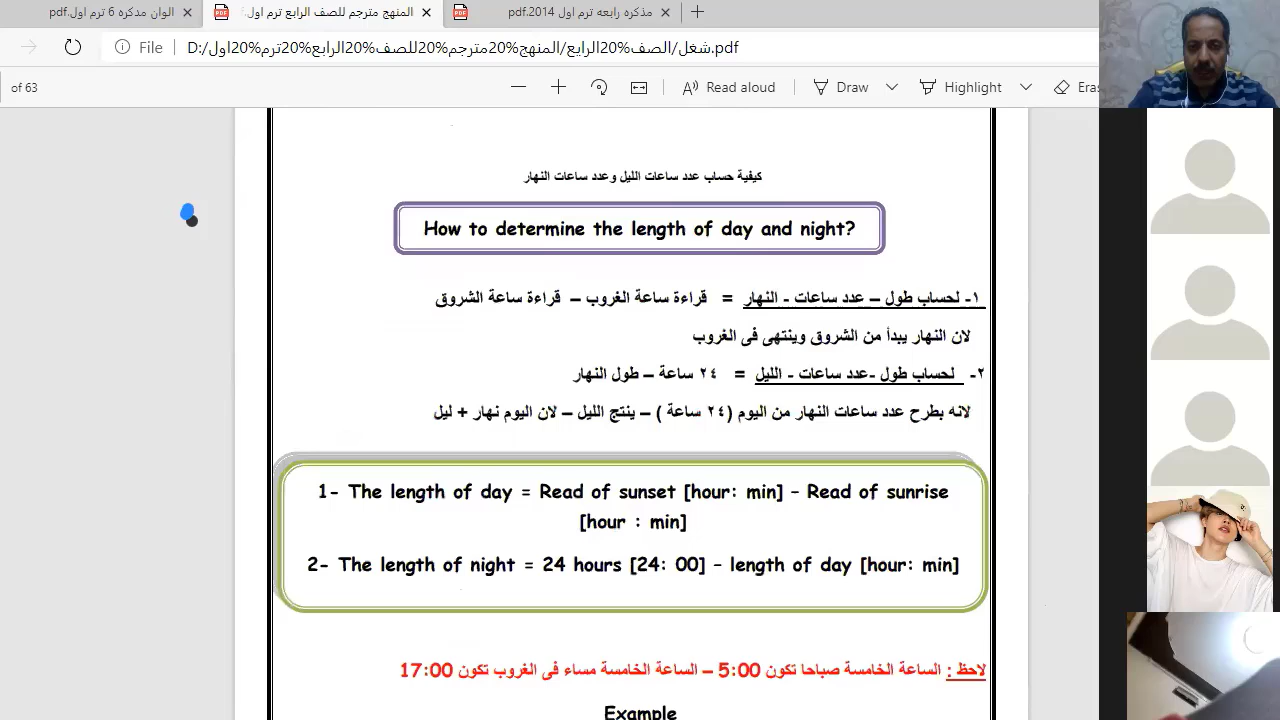 الوان مذكرة 6 ترم اول.pdf
المنهج مترجم للصف الرابع ترم اول.
مذكره رابعه ترم اول 2014.pdf
File
D:/شغل/الصف%20الرابع/المنهج%20مترجم%20للصف%20الرابع%20ترم%20اول.pdf
of 63
Read aloud
Draw
Highlight
Eras
كيفية حساب عدد ساعات الليل وعدد ساعات النهار
How to determine the length of day and night?
١- لحساب طول – عدد ساعات - النهار = قراءة ساعة الغروب – قراءة ساعة الشروق
لان النهار يبدأ من الشروق وينتهى فى الغروب
٢- لحساب طول -عدد ساعات - الليل = ٢٤ ساعة – طول النهار
لانه بطرح عدد ساعات النهار من اليوم (٢٤ ساعة ) – ينتج الليل – لان اليوم نهار + ليل
1- The length of day = Read of sunset [hour: min] – Read of sunrise
[hour : min]
2- The length of night = 24 hours [24: 00] – length of day [hour: min]
لاحظ : الساعة الخامسة صباحا تكون 5:00 – الساعة الخامسة مساء فى الغروب تكون 17:00
Example